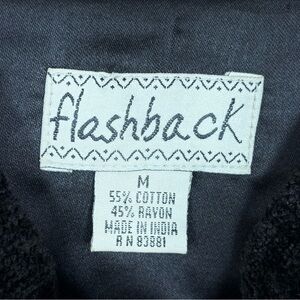 flashback
M
55% COTTON
45% RAYON
MADE IN INDIA
R N 83881